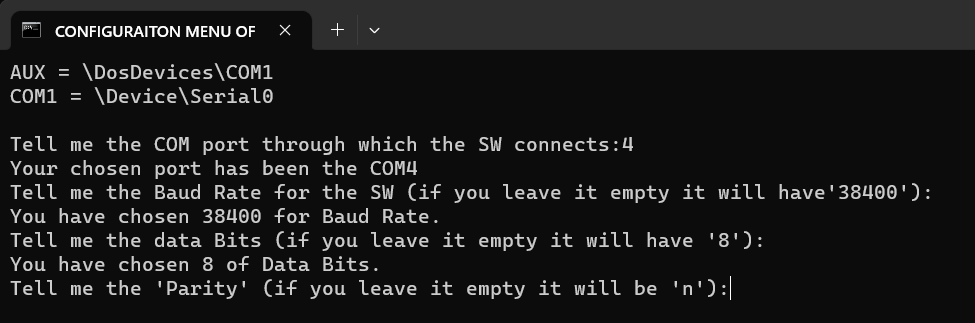 CONFIGURAITON MENU OF
AUX = \DosDevices\COM1
COM1 = \Device\Serial0
Tell me the COM port through which the SW connects:4
Your chosen port has been the COM4
Tell me the Baud Rate for the SW (if you leave it empty it will have'38400'):
You have chosen 38400 for Baud Rate.
Tell me the data Bits (if you leave it empty it will have '8'):
You have chosen 8 of Data Bits.
Tell me the 'Parity' (if you leave it empty it will be 'n'):